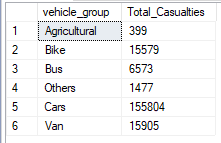 vehicle_group Total_Casualties
1 Agricultural 399
2 Bike 15579
3 Bus 6573
4 Others 1477
5 Cars 155804
6 Van 15905